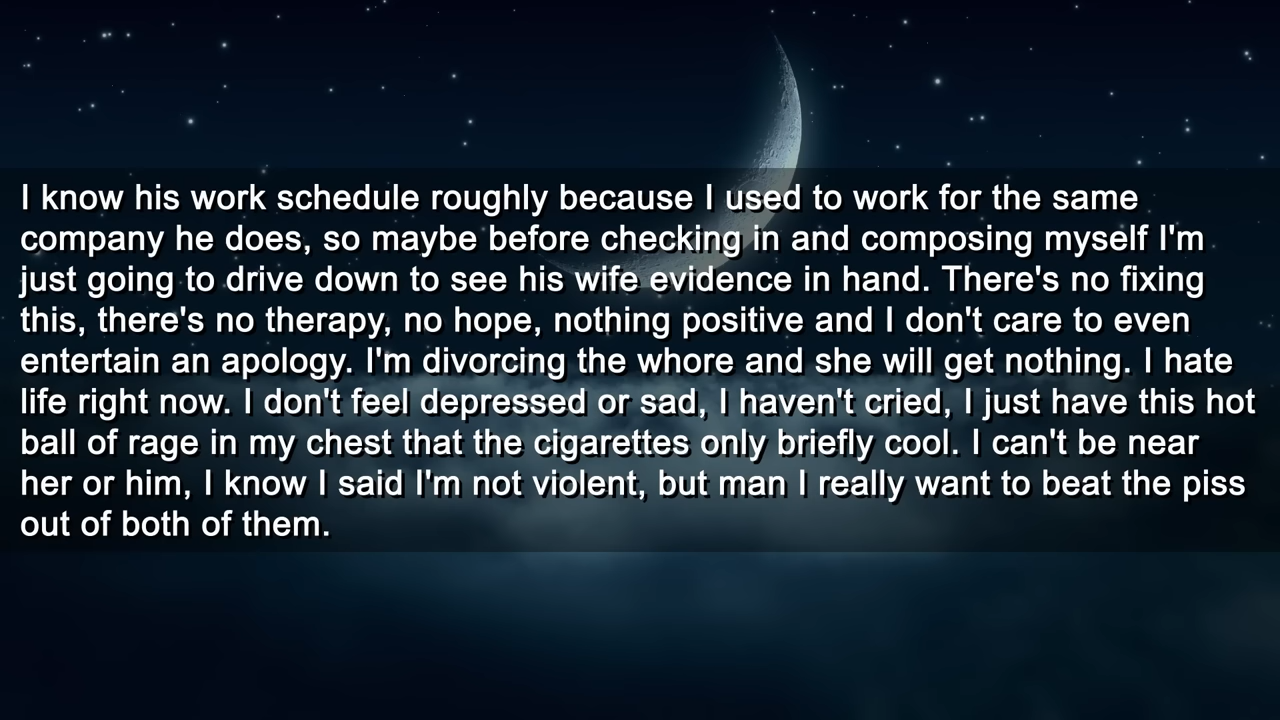 I know his work schedule roughly because I used to work for the same
company he does, so maybe before checking in and composing myself I'm
just going to drive down to see his wife evidence in hand. There's no fixing
this, there's no therapy, no hope, nothing positive and I don't care to even
entertain an apology. I'm divorcing the whore and she will get nothing. I hate
life right now. I don't feel depressed or sad, I haven't cried, I just have this hot
ball of rage in my chest that the cigarettes only briefly cool. I can't be near
her or him, I know I said I'm not violent, but man I really want to beat the piss
out of both of them.